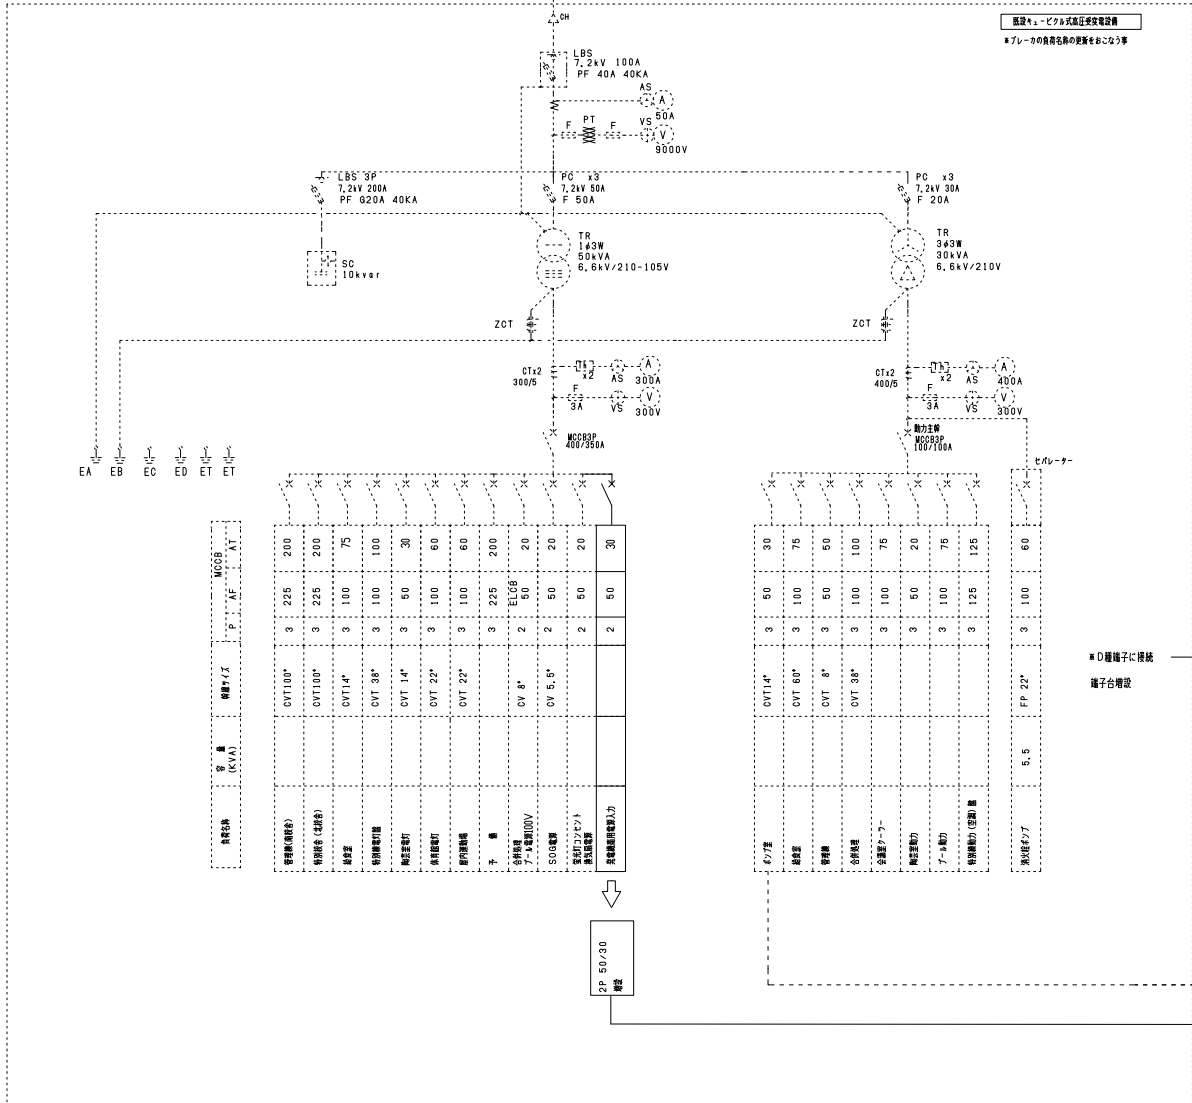 CH
既設キュービクル式高圧受変電設備
※ブレーカの負荷名称の更新をおこなう事
LBS
7.2kV 100A
PF 40A 40KA
AS
A
50A
F
PT
F
VS
V
9000V
LBS 3P
7.2kV 200A
PF G20A 40KA
PC x3
7.2kV 50A
F 50A
PC x3
7.2kV 30A
F 20A
SC
10kvar
TR
1φ3W
50kVA
6.6kV/210-105V
TR
3φ3W
30kVA
6.6kV/210V
ZCT
ZCT
CTx2
300/5
Th
x2
AS
A
300A
F
3A
VS
V
300V
CTx2
400/5
Th
x2
AS
A
400A
F
3A
VS
V
300V
MCCB3P
400/350A
動力主幹
MCCB3P
100/100A
セパレーター
EA EB EC ED ET ET
MCCB
AT
200 200 75 100 30 60 60 200 20 20 20 30
30 75 50 100 75 20 75 125
60
AF
225 225 100 100 50 100 100 225 ELCB 50 50 50 50
50 100 50 100 100 50 100 125
100
P
3 3 3 3 3 3 3 3 2 2 2 2
3 3 3 3 3 3 3 3
3
幹線サイズ
CVT100° CVT100° CVT14° CVT 38° CVT 14° CVT 22° CVT 22° CV 8° CV 5.5°
CVT14° CVT 60° CVT 8° CVT 38°
FP 22°
容量
(KVA)
5.5
負荷名称
管理棟(南校舎)
特別校舎(北校舎)
給食室
特別棟電灯盤
陶芸室電灯
体育館電灯
屋内運動場
予備
合併処理
プール電源100V
SOG電源
蛍光灯コンセント
換気扇電源
発電機商用電源入力
ポンプ室
給食室
管理棟
合併処理
会議室クーラー
陶芸室動力
プール動力
特別棟動力(空調)盤
消火栓ポンプ
※D種端子に接続
端子台増設
2P 50/30
増設